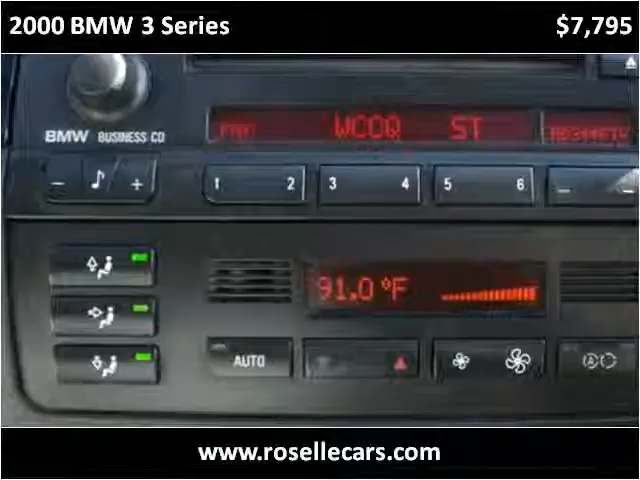 2000 BMW 3 Series $7,795
WCOQ ST
BMW BUSINESS CD
- +
1 2 3 4 5 6 -
91.0 °F
AUTO
www.rosellecars.com